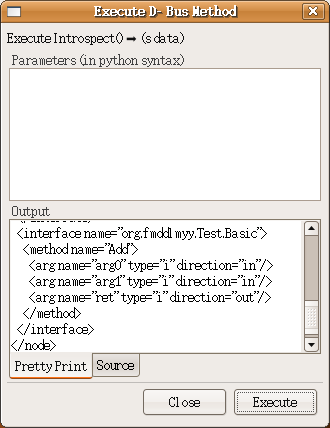 Execute D-Bus Method
Execute Introspect() ➡ (s data)
Parameters (in python syntax)
Output
<interface name="org.fmddlmyy.Test.Basic">
<method name="Add">
<arg name="arg0" type="i" direction="in"/>
<arg name="arg1" type="i" direction="in"/>
<arg name="ret" type="i" direction="out"/>
</method>
</interface>
</node>
Pretty Print
Source
Close
Execute